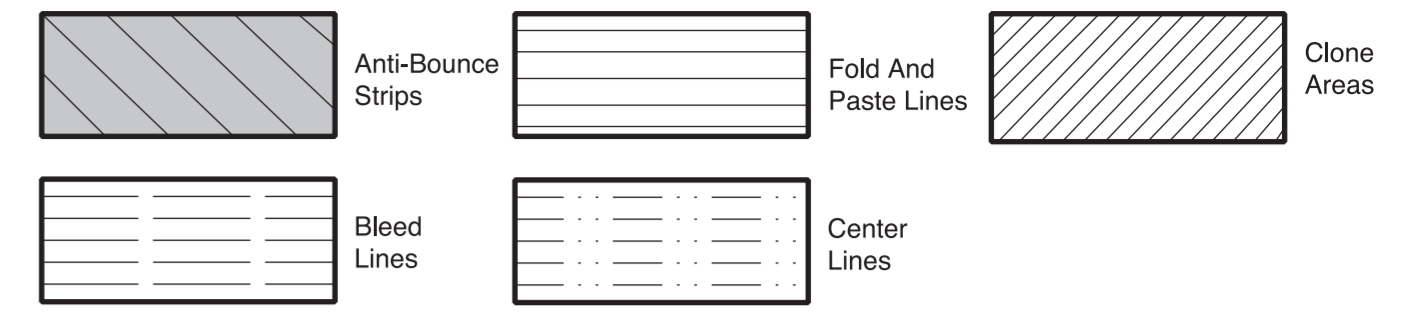 Anti-Bounce
Strips
Fold And
Paste Lines
Clone
Areas
Bleed
Lines
Center
Lines